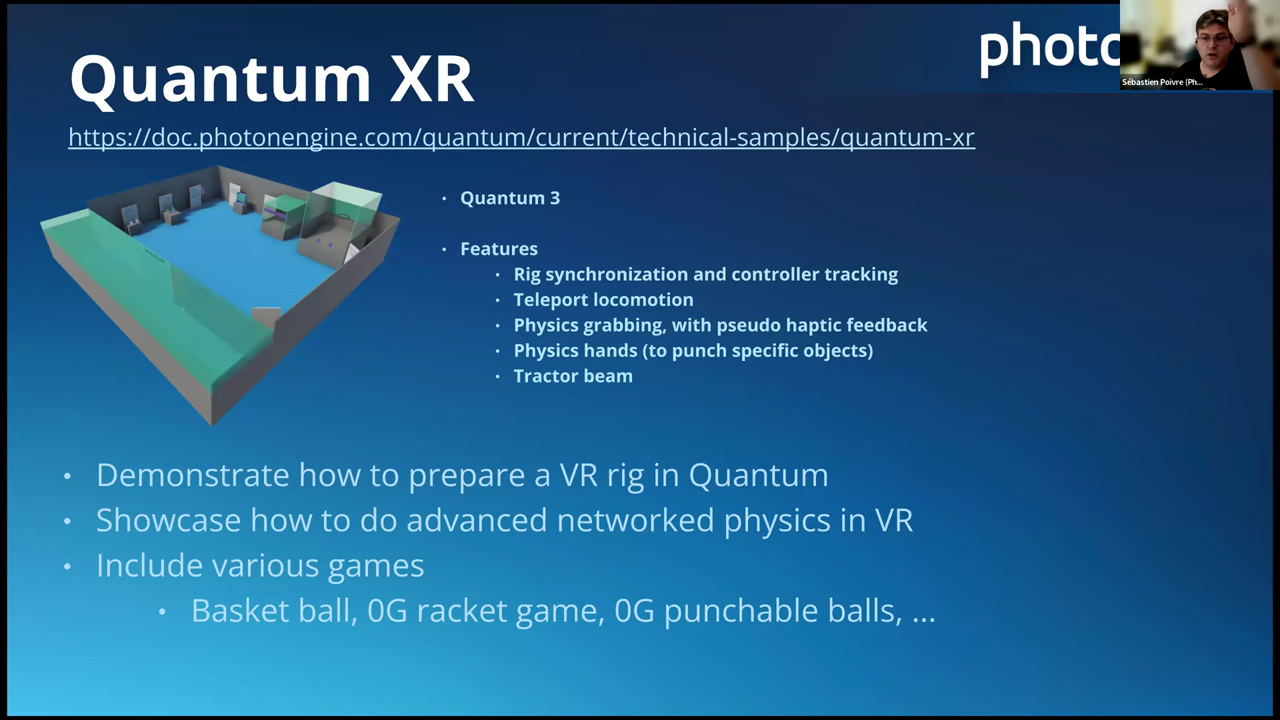 Quantum XR
photo
Sébastien Poivre (Ph...
https://doc.photonengine.com/quantum/current/technical-samples/quantum-xr
• Quantum 3
• Features
• Rig synchronization and controller tracking
• Teleport locomotion
• Physics grabbing, with pseudo haptic feedback
• Physics hands (to punch specific objects)
• Tractor beam
• Demonstrate how to prepare a VR rig in Quantum
• Showcase how to do advanced networked physics in VR
• Include various games
• Basket ball, 0G racket game, 0G punchable balls, ...